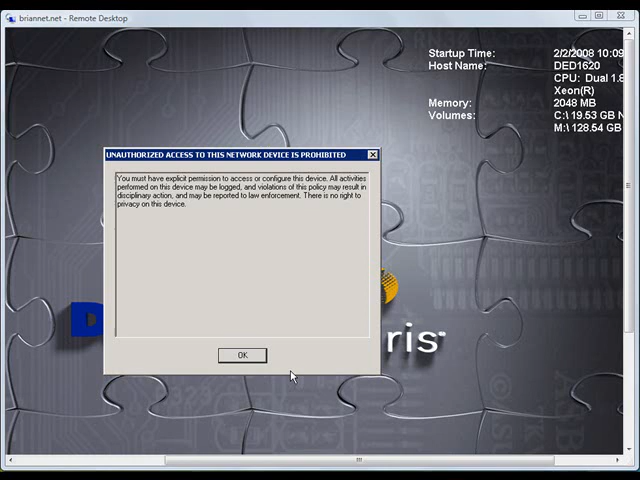 briannet.net - Remote Desktop
Startup Time: 2/2/2008 10:09
Host Name: DED1620
CPU: Dual 1.8
Xeon(R)
Memory: 2048 MB
Volumes: C:\ 19.53 GB N
M:\ 128.54 GB
UNAUTHORIZED ACCESS TO THIS NETWORK DEVICE IS PROHIBITED
You must have explicit permission to access or configure this device. All activities
performed on this device may be logged, and violations of this policy may result in
disciplinary action, and may be reported to law enforcement. There is no right to
privacy on this device.
D
ris
OK